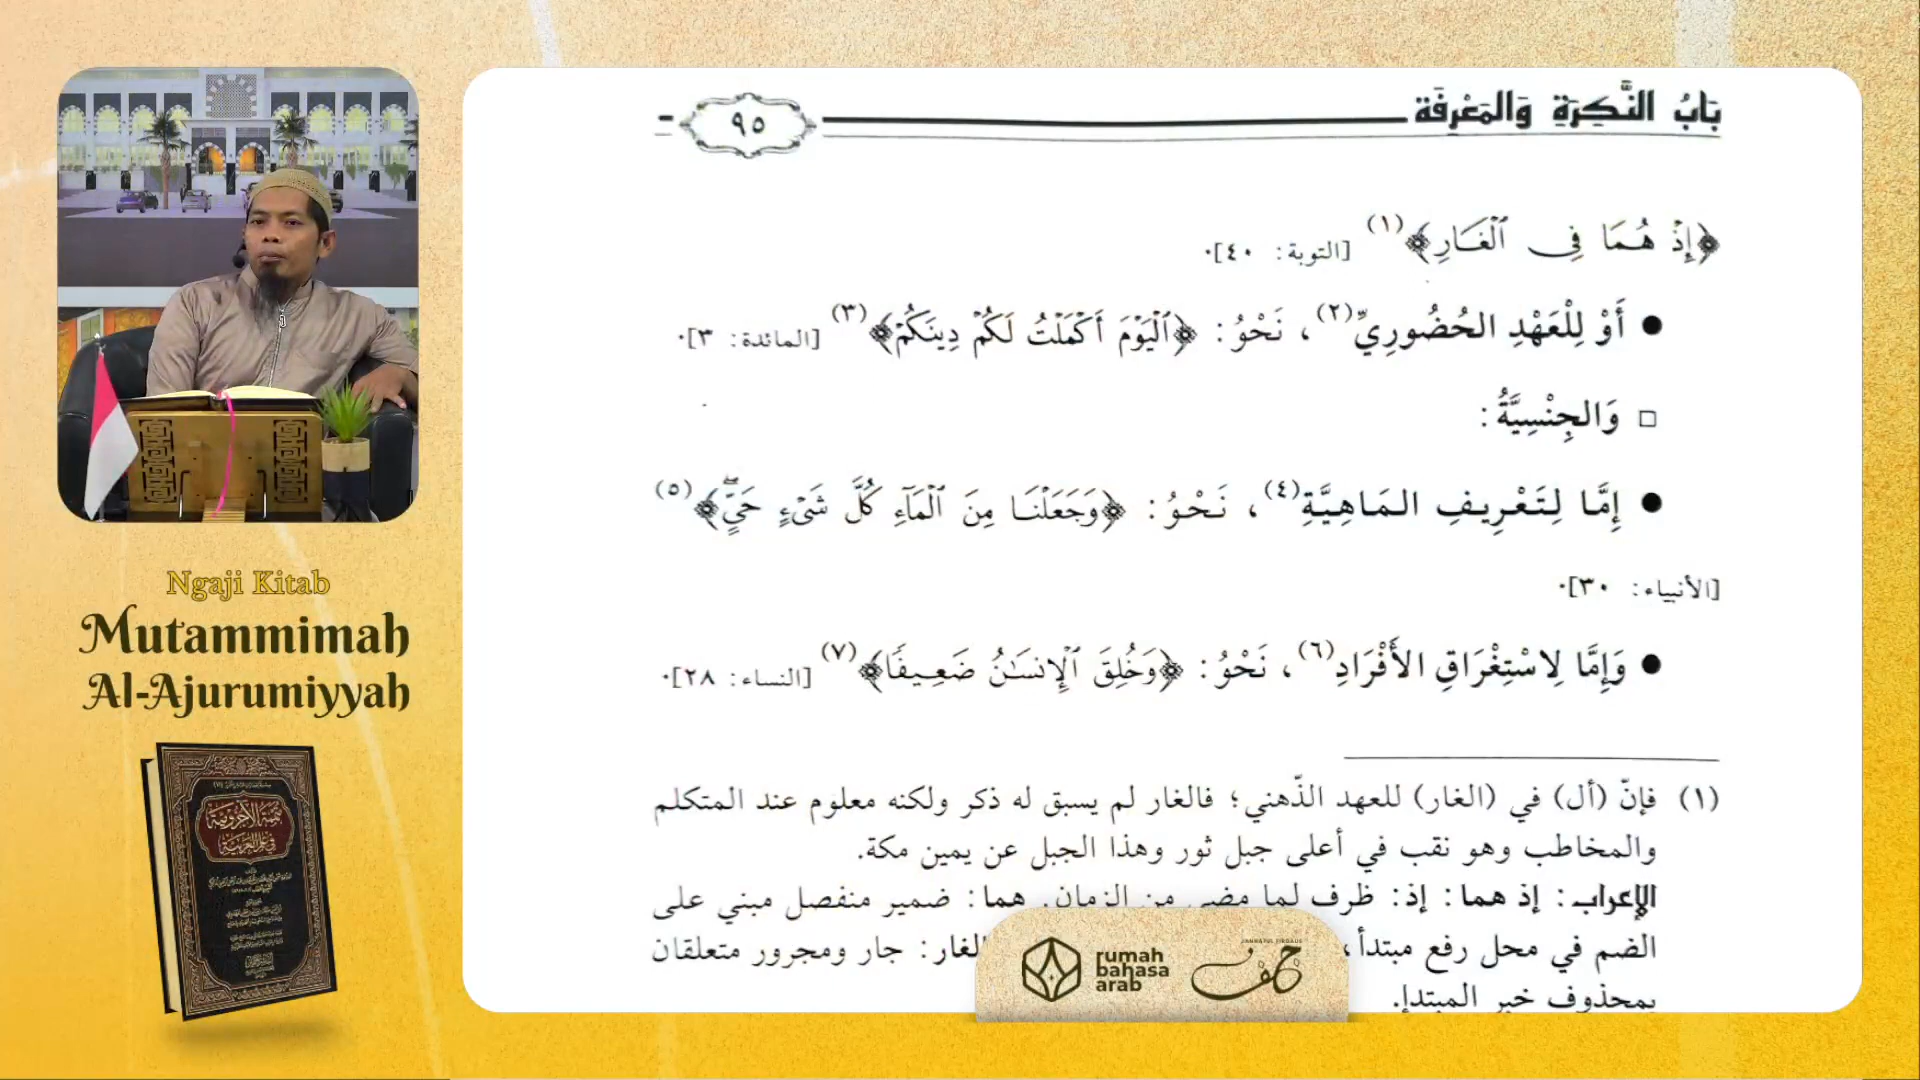 بَابُ النَّكِرَةِ وَالمَعْرِفَة
٩٥
﴿إِذۡ هُمَا فِي ٱلۡغَارِ﴾(١) [التوبة: ٤٠].
● أَوْ لِلْعَهْدِ الحُضُورِيِّ(٢)، نَحْوُ: ﴿ٱلۡيَوۡمَ أَكۡمَلۡتُ لَكُمۡ دِينَكُمۡ﴾(٣) [المائدة: ٣].
□ وَالجِنْسِيَّةُ:
● إِمَّا لِتَعْرِيفِ المَاهِيَّةِ(٤)، نَحْوُ: ﴿وَجَعَلۡنَا مِنَ ٱلۡمَآءِ كُلَّ شَيۡءٍ حَيٍّۖ﴾(٥)
[الأنبياء: ٣٠].
● وَإِمَّا لِاسْتِغْرَاقِ الأَفْرَادِ(٦)، نَحْوُ: ﴿وَخُلِقَ ٱلۡإِنسَٰنُ ضَعِيفٗا﴾(٧) [النساء: ٢٨].
(١) فإنّ (أل) في (الغار) للعهد الذّهني؛ فالغار لم يسبق له ذكر ولكنه معلوم عند المتكلم
والمخاطب وهو نقب في أعلى جبل ثور وهذا الجبل عن يمين مكة.
الإعراب: إذ هما: إذ: ظرف لما مضى من الزمان. هما: ضمير منفصل مبني على
الضم في محل رفع مبتدأ، لغار: جار ومجرور متعلقان
بمحذوف خبر المبتدإ.
Ngaji Kitab
Mutammimah
Al-Ajurumiyyah
rumah
bahasa
arab